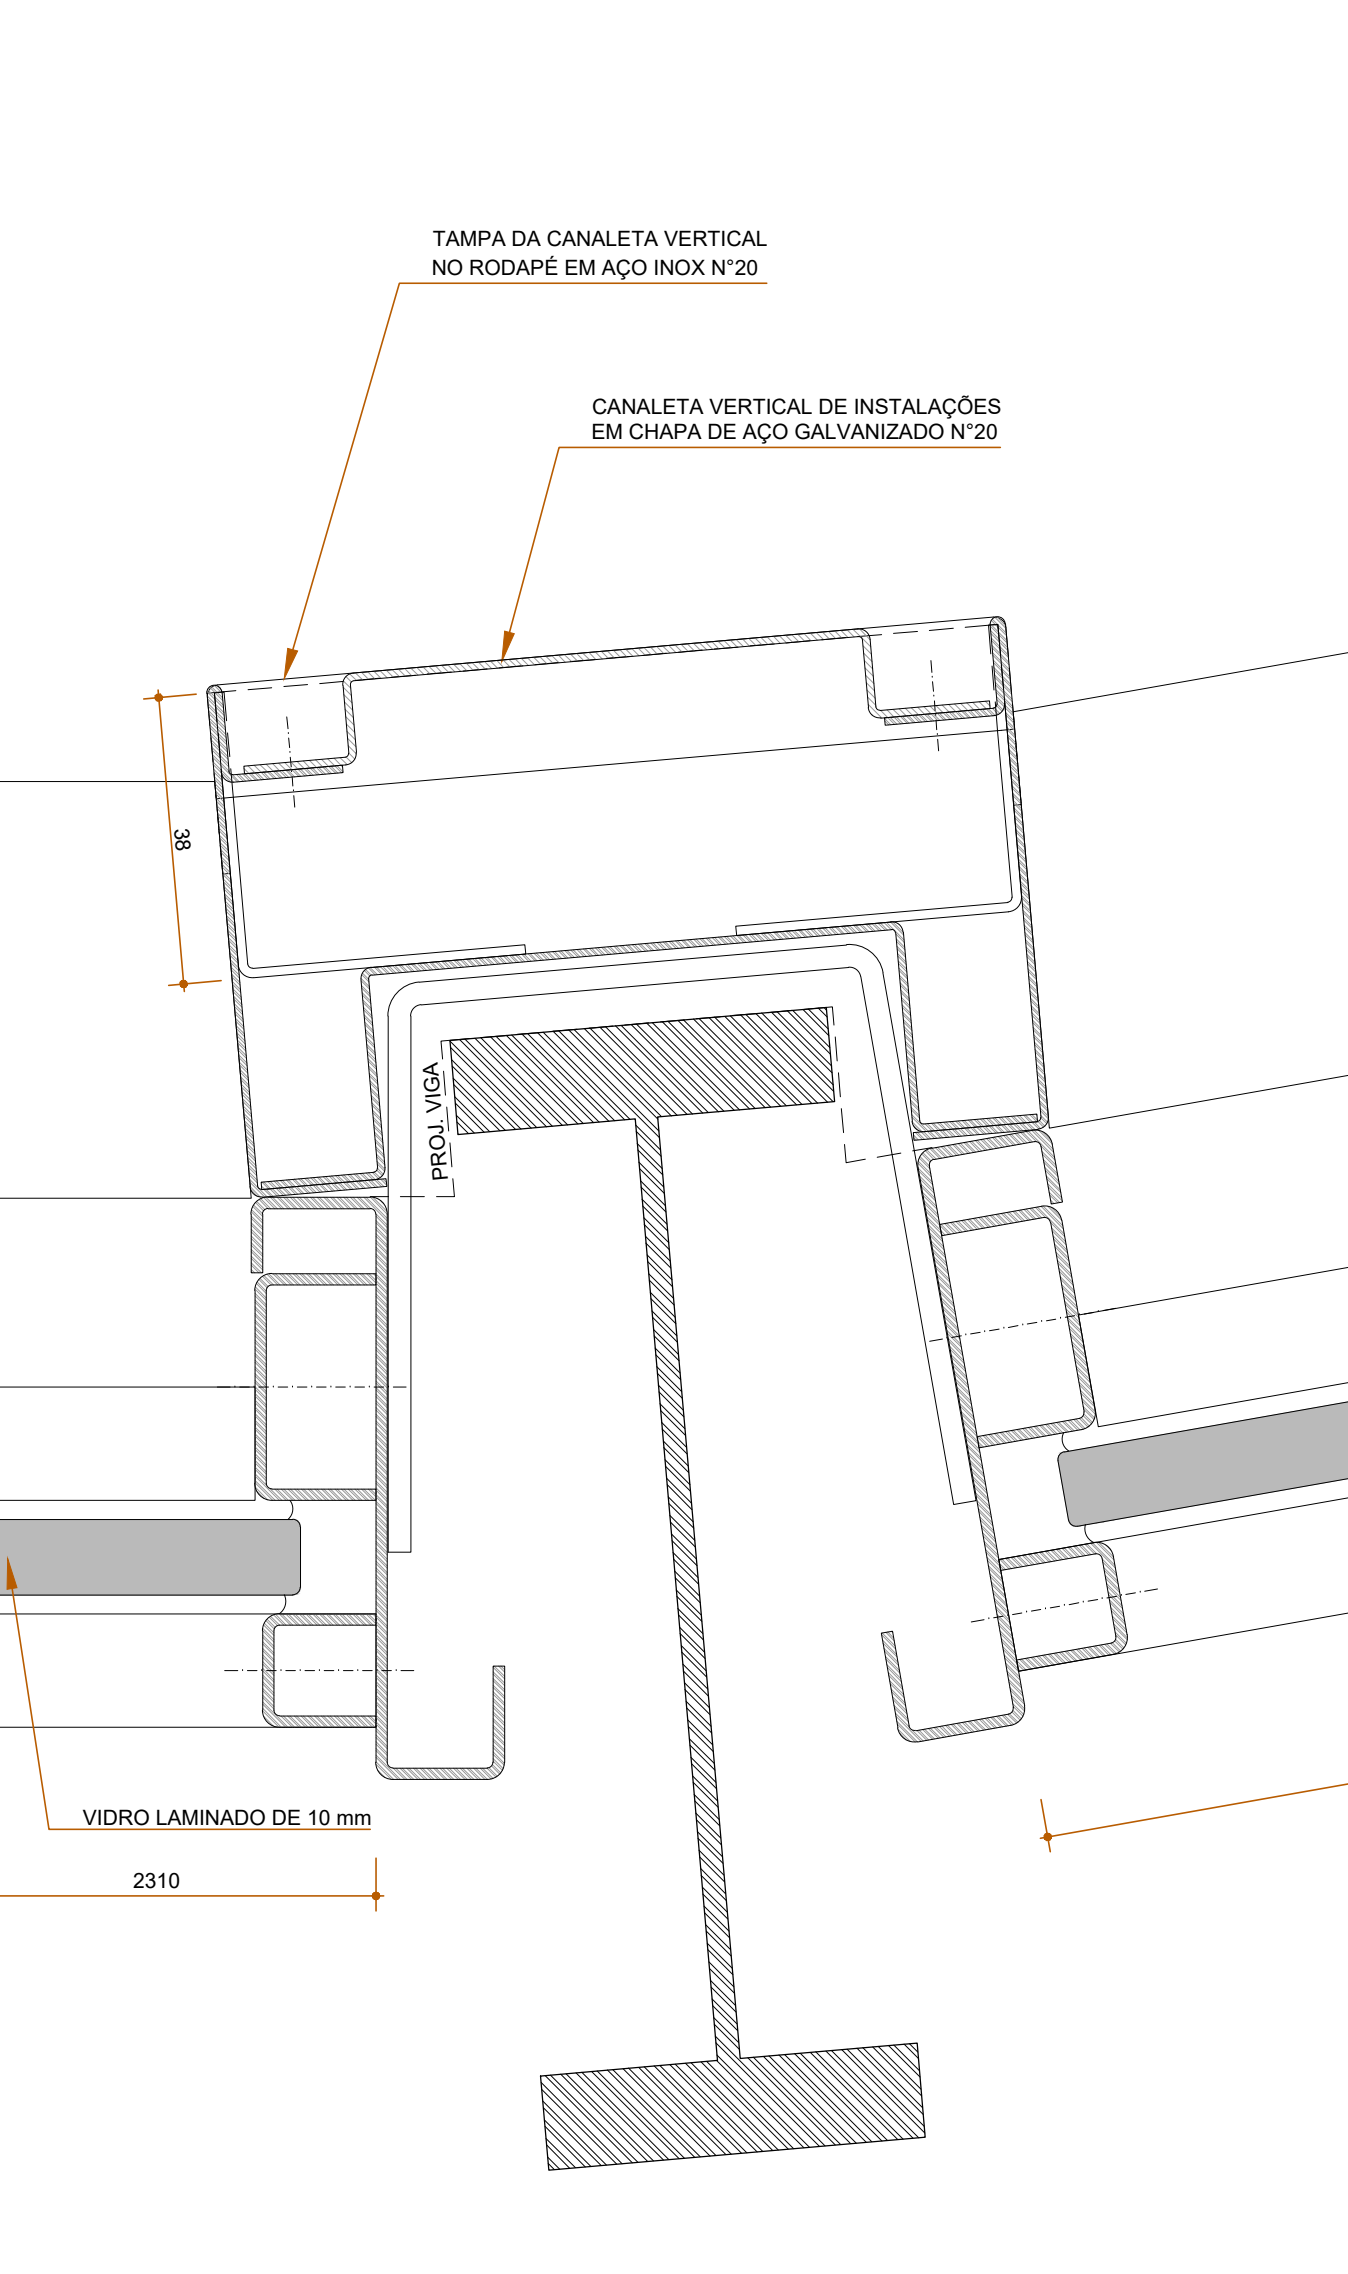 TAMPA DA CANALETA VERTICAL
NO RODAPÉ EM AÇO INOX N°20
CANALETA VERTICAL DE INSTALAÇÕES
EM CHAPA DE AÇO GALVANIZADO N°20
38
PROJ. VIGA
VIDRO LAMINADO DE 10 mm
2310